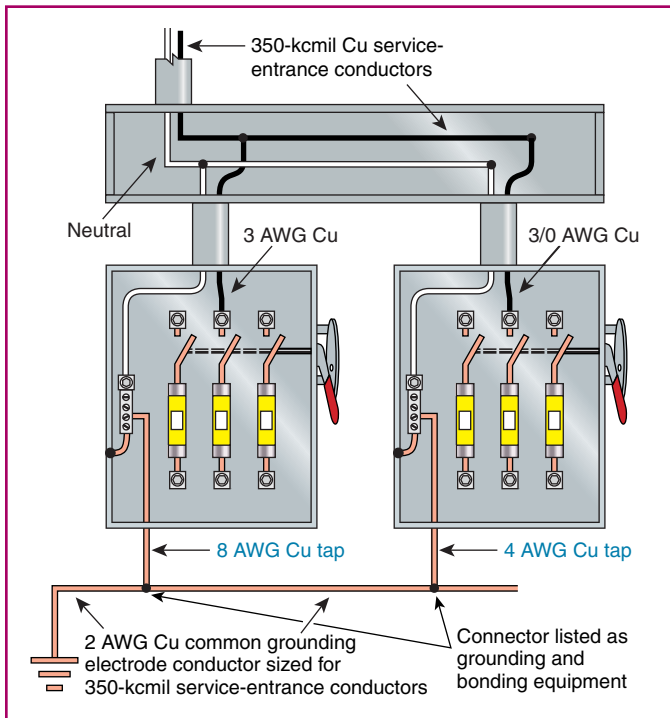 350-kcmil Cu service-
entrance conductors
Neutral
3 AWG Cu
3/0 AWG Cu
8 AWG Cu tap
4 AWG Cu tap
2 AWG Cu common grounding
electrode conductor sized for
350-kcmil service-entrance conductors
Connector listed as
grounding and
bonding equipment